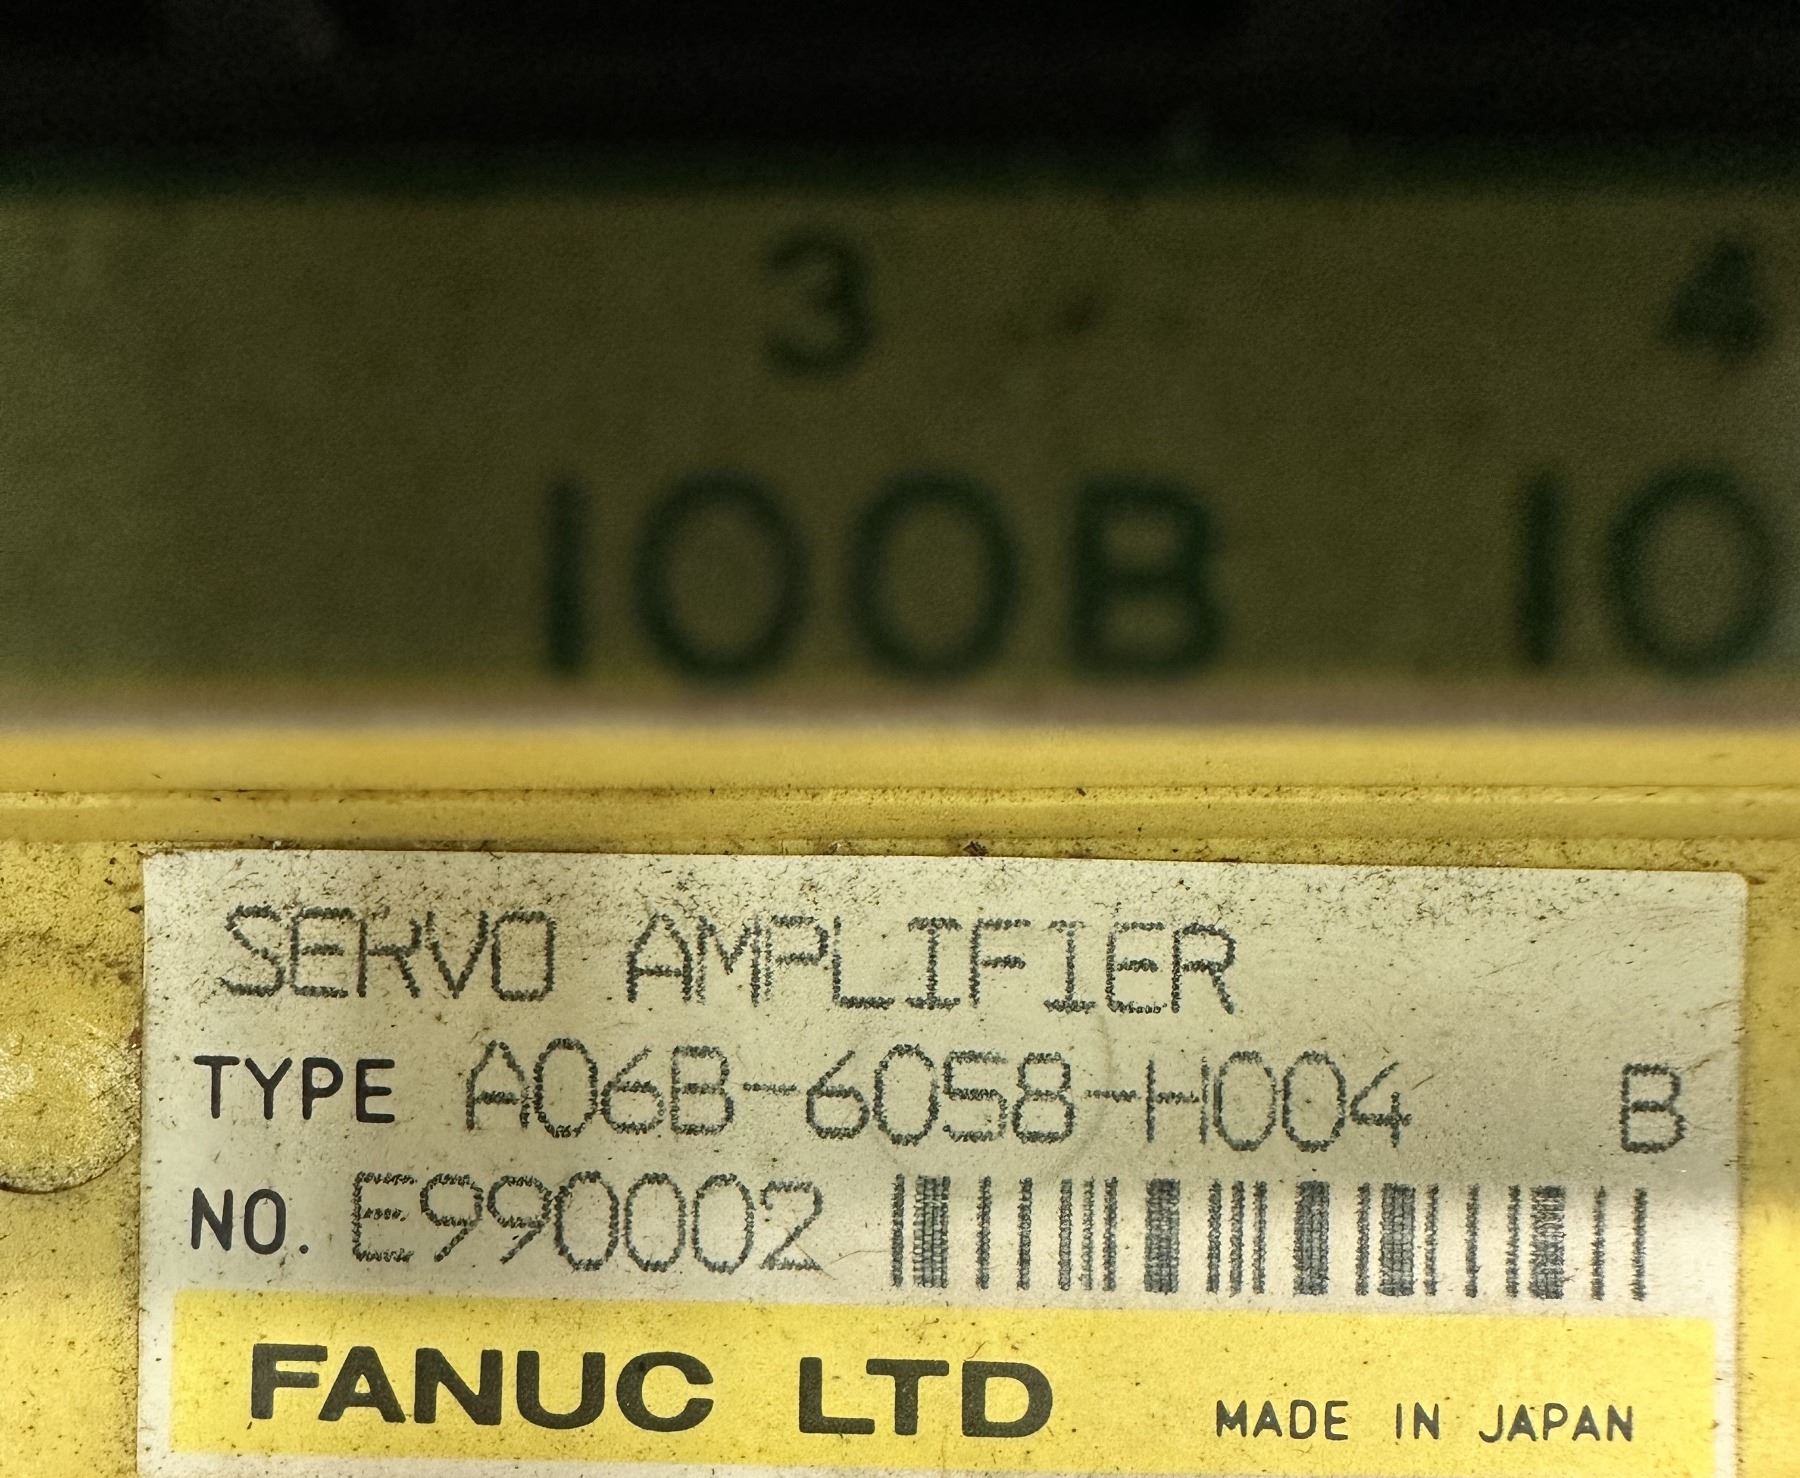 3 4
100B 10
SERVO AMPLIFIER
TYPE A06B-6058-H004 B
NO. E990002
FANUC LTD MADE IN JAPAN